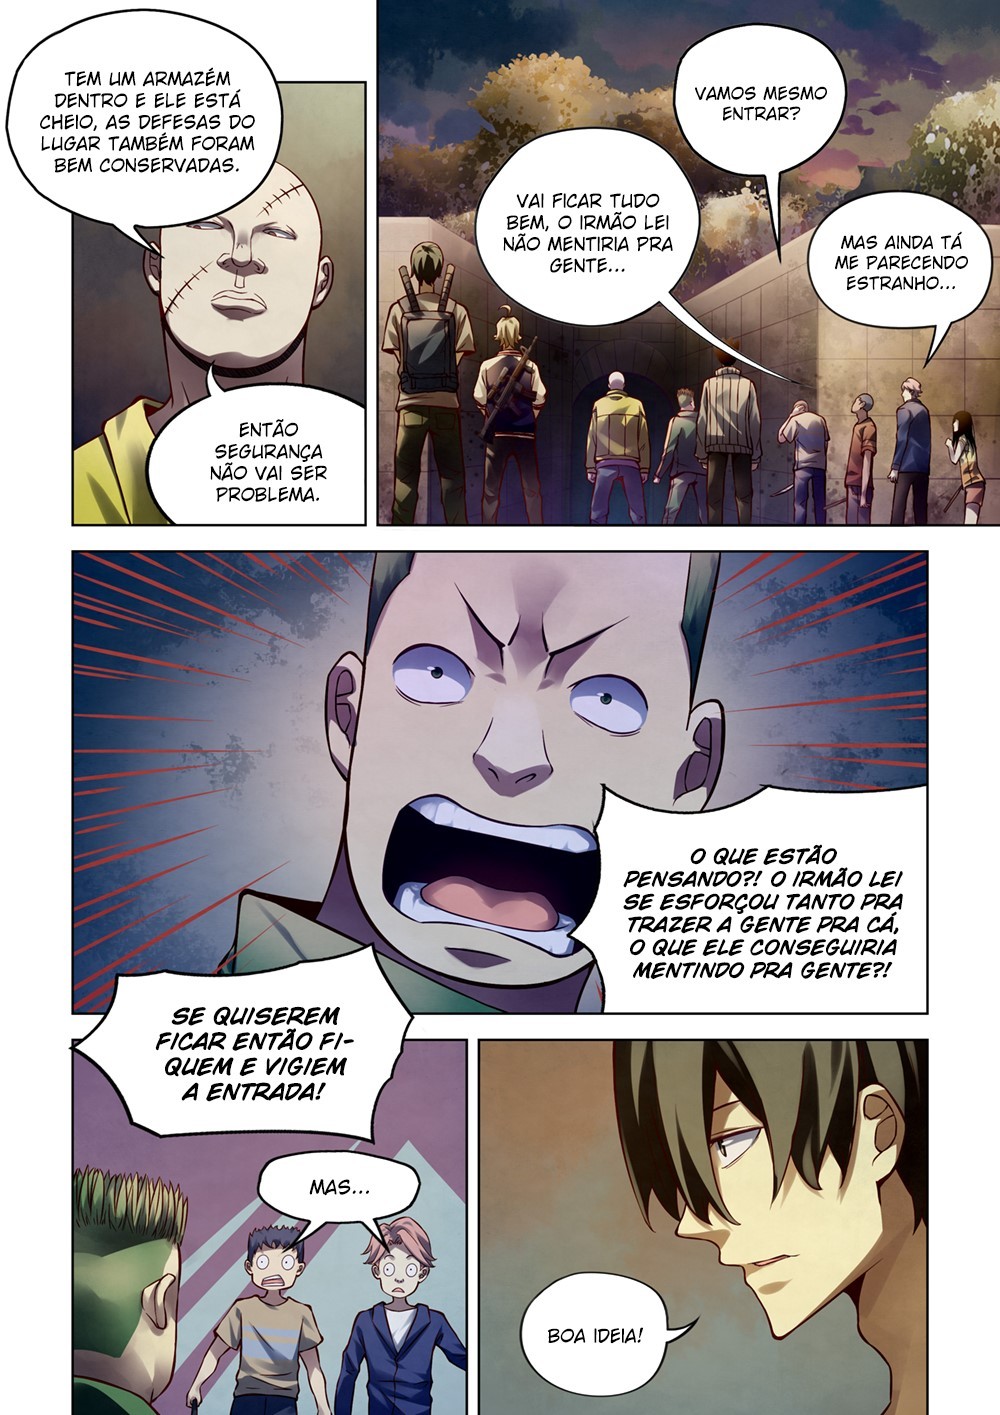 TEM UM ARMAZÉM
DENTRO E ELE ESTÁ
CHEIO, AS DEFESAS DO
LUGAR TAMBÉM FORAM
BEM CONSERVADAS.
ENTÃO
SEGURANÇA
NÃO VAI SER
PROBLEMA.
VAMOS MESMO
ENTRAR?
VAI FICAR TUDO
BEM, O IRMÃO LEI
NÃO MENTIRIA PRA
GENTE...
MAS AINDA TÁ
ME PARECENDO
ESTRANHO...
O QUE ESTÃO
PENSANDO?! O IRMÃO LEI
SE ESFORÇOU TANTO PRA
TRAZER A GENTE PRA CÁ,
O QUE ELE CONSEGUIRIA
MENTINDO PRA GENTE?!
SE QUISEREM
FICAR ENTÃO FI-
QUEM E VIGIEM
A ENTRADA!
MAS...
BOA IDEIA!